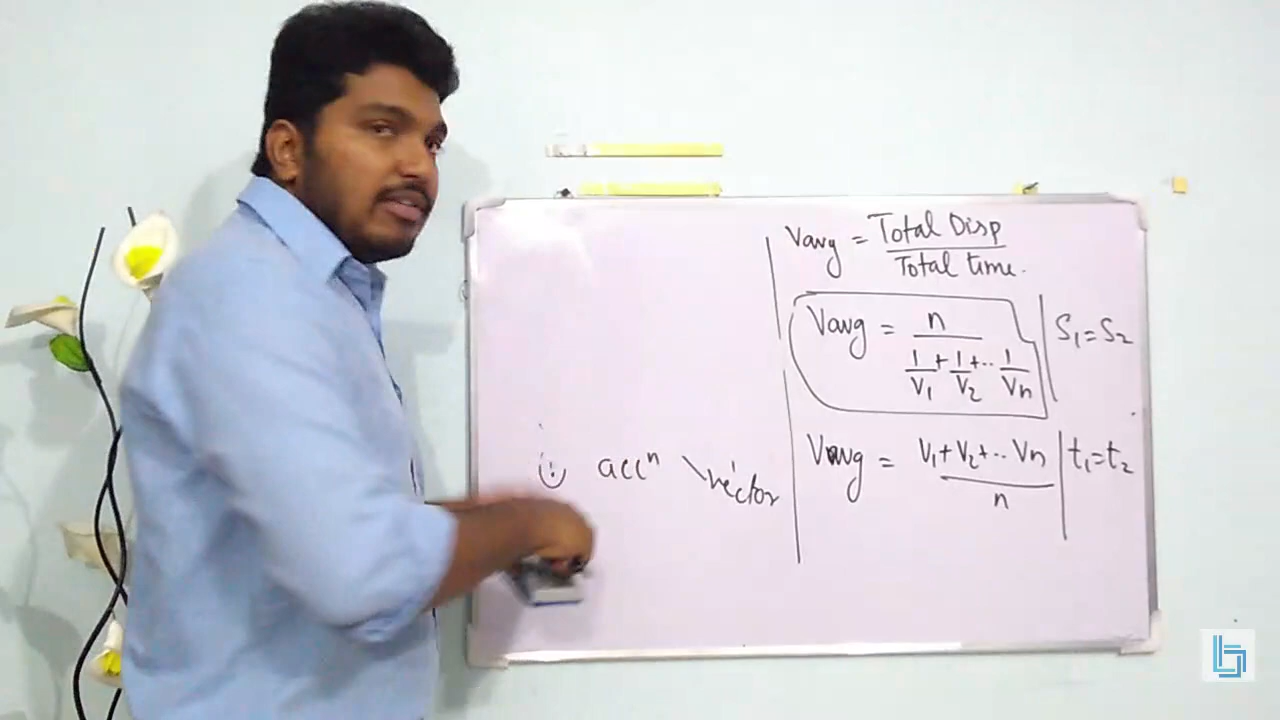 Vavg = Total Disp / Total time.
Vavg = n / (1/V1 + 1/V2 + .. 1/Vn) | S1 = S2
Vavg = V1 + V2 + .. Vn / n | t1 = t2
accⁿ \ vector